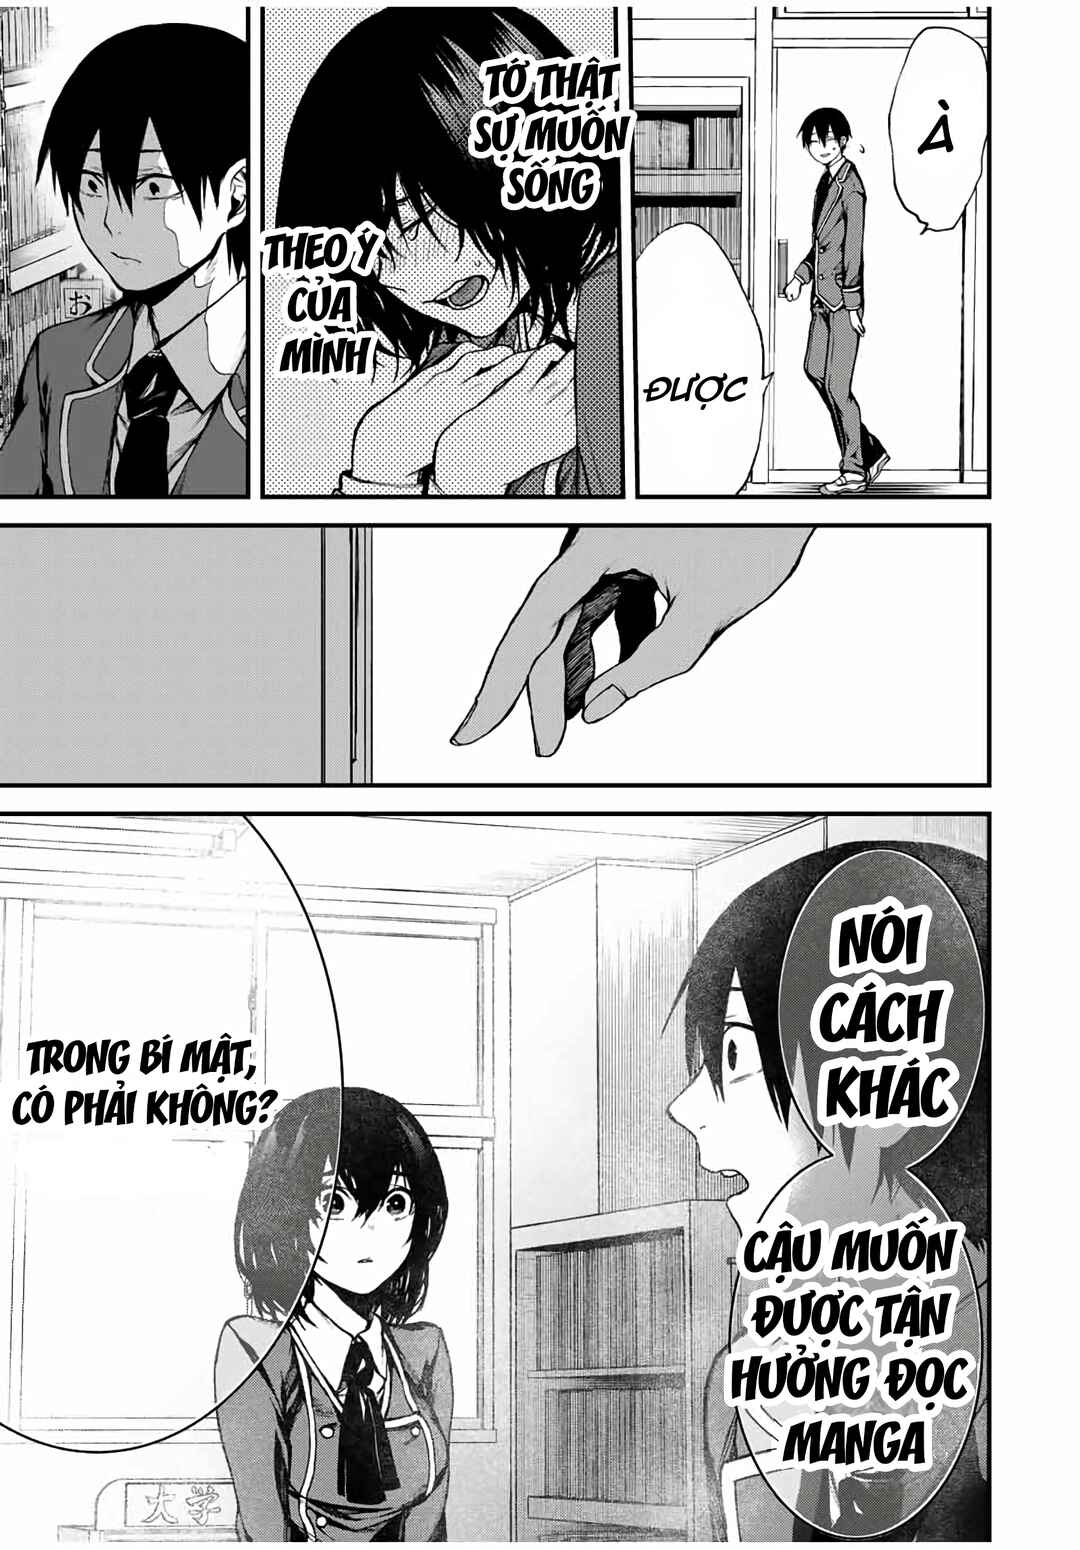 À
ĐƯỢC
TỚ THẬT
SỰ MUỐN
SỐNG
THEO Ý
CỦA
MÌNH
お
NÓI
CÁCH
KHÁC
CẬU MUỐN
ĐƯỢC TẬN
HƯỞNG ĐỌC
MANGA
TRONG BÍ MẬT,
CÓ PHẢI KHÔNG?
大学